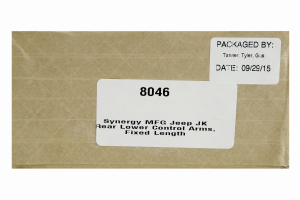 PACKAGED BY:
Tanner, Tyler, Gus
DATE: 09/29/15
8046
Synergy MFG Jeep JK
Rear Lower Control Arms,
Fixed Length